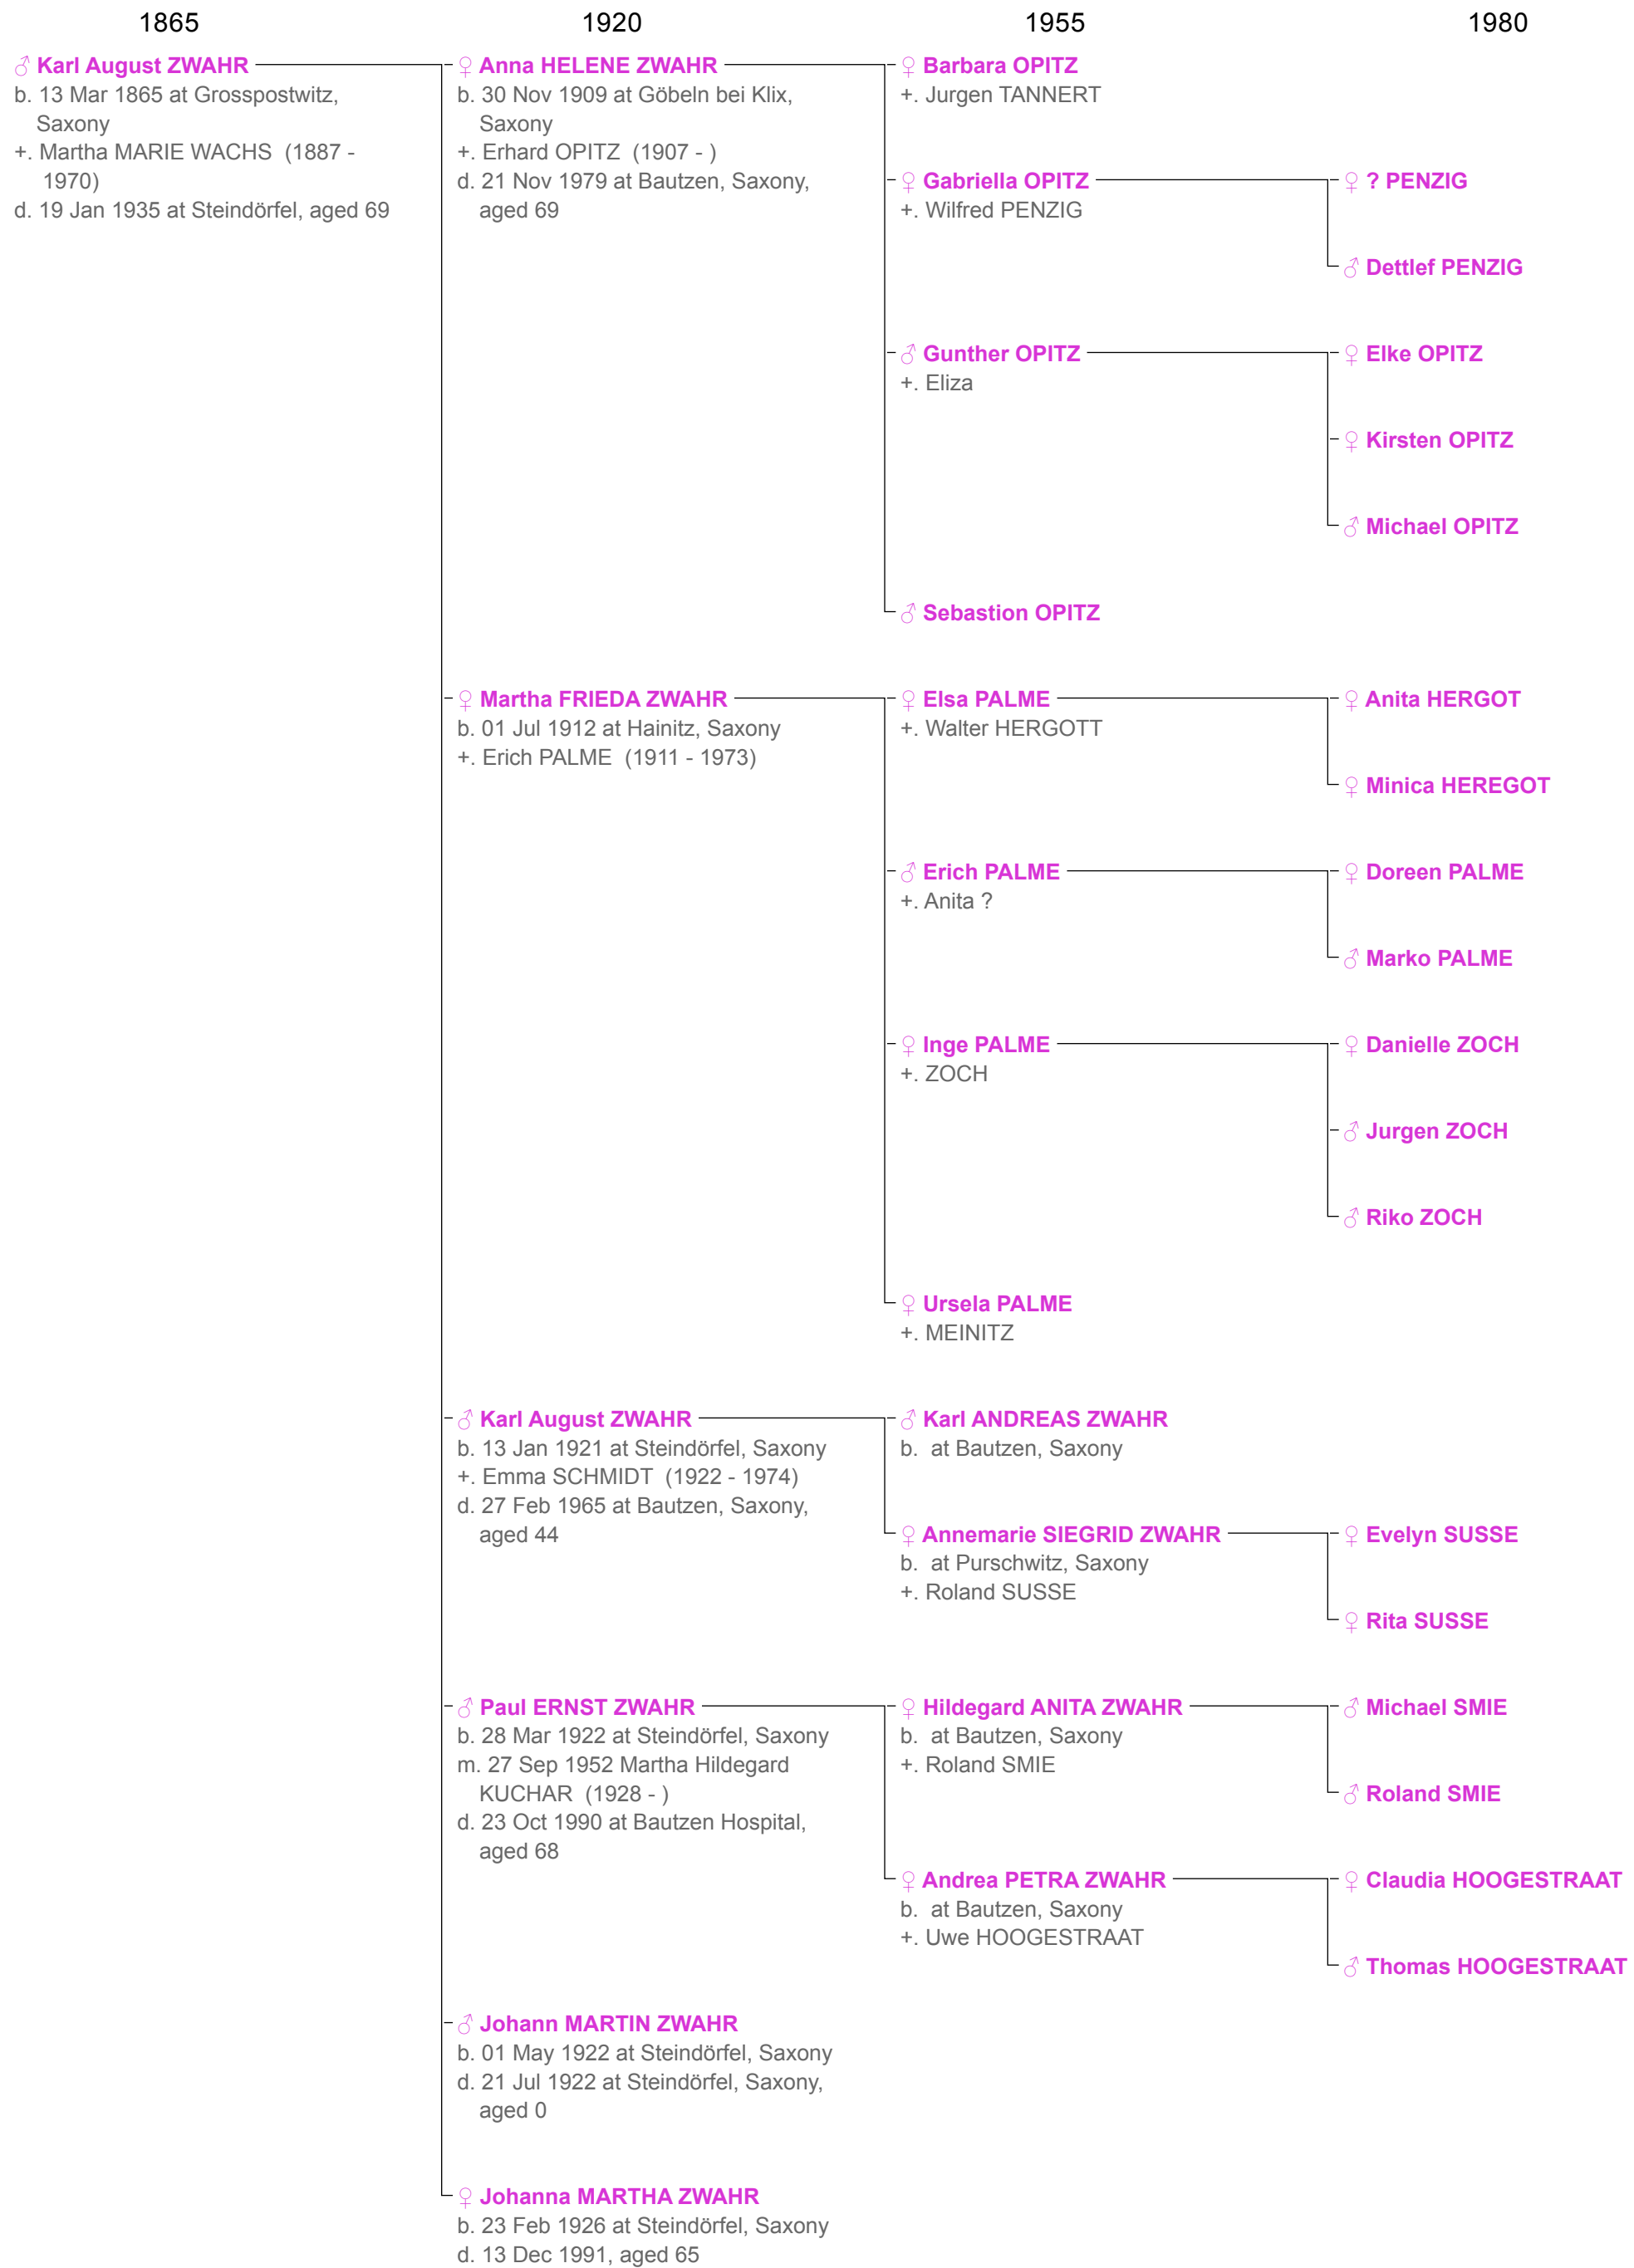 1865
1920
1955
1980
♂ Karl August ZWAHR
b. 13 Mar 1865 at Grosspostwitz,
Saxony
+. Martha MARIE WACHS (1887 -
1970)
d. 19 Jan 1935 at Steindörfel, aged 69
♀ Anna HELENE ZWAHR
b. 30 Nov 1909 at Göbeln bei Klix,
Saxony
+. Erhard OPITZ (1907 - )
d. 21 Nov 1979 at Bautzen, Saxony,
aged 69
♀ Barbara OPITZ
+. Jurgen TANNERT
♀ Gabriella OPITZ
+. Wilfred PENZIG
♀ ? PENZIG
♂ Dettlef PENZIG
♂ Gunther OPITZ
+. Eliza
♀ Elke OPITZ
♀ Kirsten OPITZ
♂ Michael OPITZ
♂ Sebastion OPITZ
♀ Martha FRIEDA ZWAHR
b. 01 Jul 1912 at Hainitz, Saxony
+. Erich PALME (1911 - 1973)
♀ Elsa PALME
+. Walter HERGOTT
♀ Anita HERGOT
♀ Minica HEREGOT
♂ Erich PALME
+. Anita ?
♀ Doreen PALME
♂ Marko PALME
♀ Inge PALME
+. ZOCH
♀ Danielle ZOCH
♂ Jurgen ZOCH
♂ Riko ZOCH
♀ Ursela PALME
+. MEINITZ
♂ Karl August ZWAHR
b. 13 Jan 1921 at Steindörfel, Saxony
+. Emma SCHMIDT (1922 - 1974)
d. 27 Feb 1965 at Bautzen, Saxony,
aged 44
♂ Karl ANDREAS ZWAHR
b. at Bautzen, Saxony
♀ Annemarie SIEGRID ZWAHR
b. at Purschwitz, Saxony
+. Roland SUSSE
♀ Evelyn SUSSE
♀ Rita SUSSE
♂ Paul ERNST ZWAHR
b. 28 Mar 1922 at Steindörfel, Saxony
m. 27 Sep 1952 Martha Hildegard
KUCHAR (1928 - )
d. 23 Oct 1990 at Bautzen Hospital,
aged 68
♀ Hildegard ANITA ZWAHR
b. at Bautzen, Saxony
+. Roland SMIE
♂ Michael SMIE
♂ Roland SMIE
♀ Andrea PETRA ZWAHR
b. at Bautzen, Saxony
+. Uwe HOOGESTRAAT
♀ Claudia HOOGESTRAAT
♂ Thomas HOOGESTRAAT
♂ Johann MARTIN ZWAHR
b. 01 May 1922 at Steindörfel, Saxony
d. 21 Jul 1922 at Steindörfel, Saxony,
aged 0
♀ Johanna MARTHA ZWAHR
b. 23 Feb 1926 at Steindörfel, Saxony
d. 13 Dec 1991, aged 65